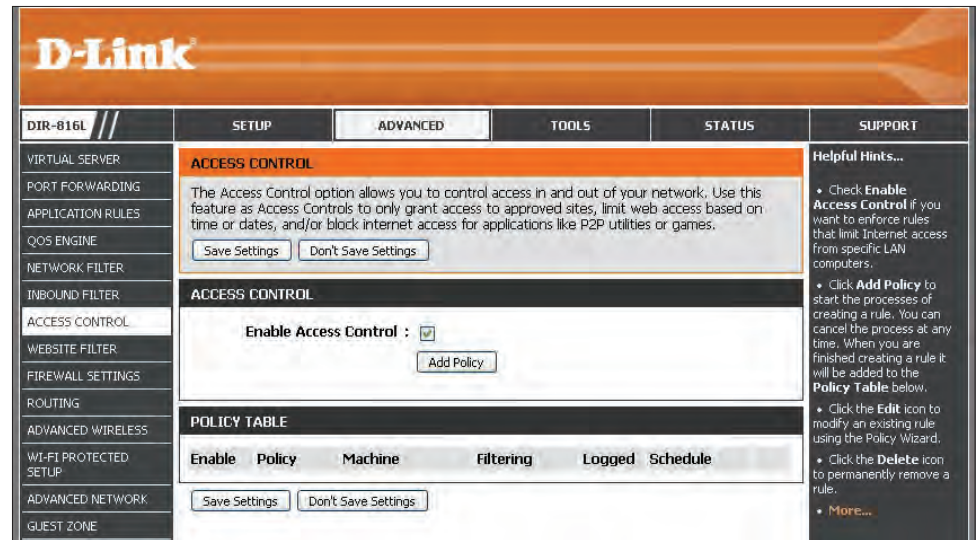 D-Link
DIR-816L
SETUP
ADVANCED
TOOLS
STATUS
SUPPORT
VIRTUAL SERVER
PORT FORWARDING
APPLICATION RULES
QOS ENGINE
NETWORK FILTER
INBOUND FILTER
ACCESS CONTROL
WEBSITE FILTER
FIREWALL SETTINGS
ROUTING
ADVANCED WIRELESS
WI-FI PROTECTED
SETUP
ADVANCED NETWORK
GUEST ZONE
ACCESS CONTROL
The Access Control option allows you to control access in and out of your network. Use this
feature as Access Controls to only grant access to approved sites, limit web access based on
time or dates, and/or block internet access for applications like P2P utilities or games.
Save Settings Don't Save Settings
ACCESS CONTROL
Enable Access Control :
Add Policy
POLICY TABLE
Enable Policy Machine Filtering Logged Schedule
Save Settings Don't Save Settings
Helpful Hints...
• Check Enable
Access Control if you
want to enforce rules
that limit Internet access
from specific LAN
computers.
• Click Add Policy to
start the processes of
creating a rule. You can
cancel the process at any
time. When you are
finished creating a rule it
will be added to the
Policy Table below.
• Click the Edit icon to
modify an existing rule
using the Policy Wizard.
• Click the Delete icon
to permanently remove a
rule.
• More...